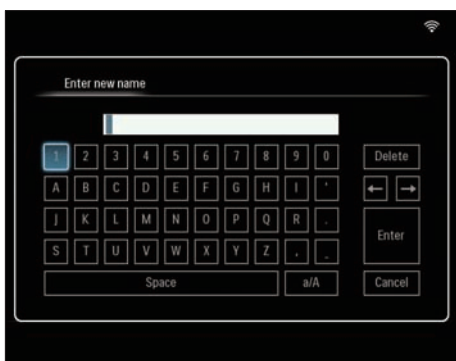 Enter new name
1 2 3 4 5 6 7 8 9 0 Delete
A B C D E F G H I ' ← →
J K L M N O P Q R . Enter
S T U V W X Y Z , _
Space a/A Cancel